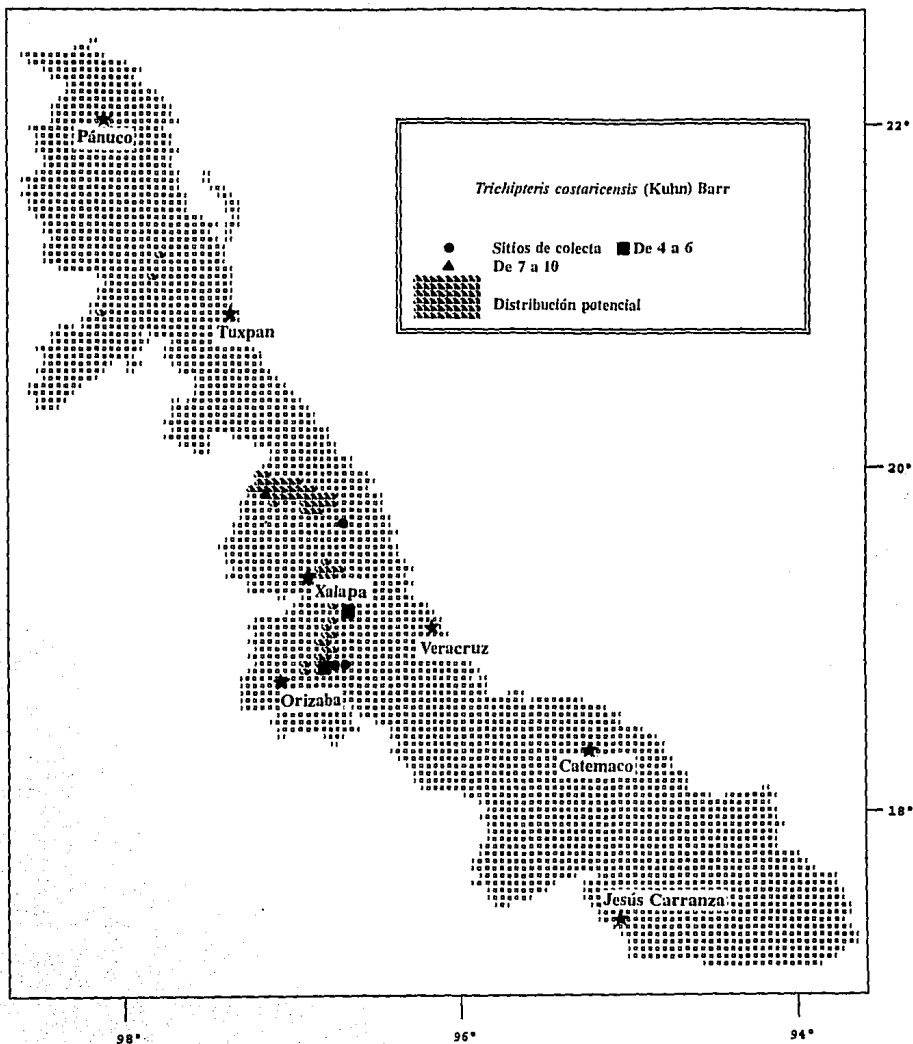 Pánuco
22°
Trichipteris costaricensis (Kuhn) Barr
Sitios de colecta De 4 a 6
De 7 a 10
Distribución potencial
Tuxpan
20°
Xalapa
Veracruz
Orizaba
Catemaco
18°
Jesús Carranza
98° 96° 94°